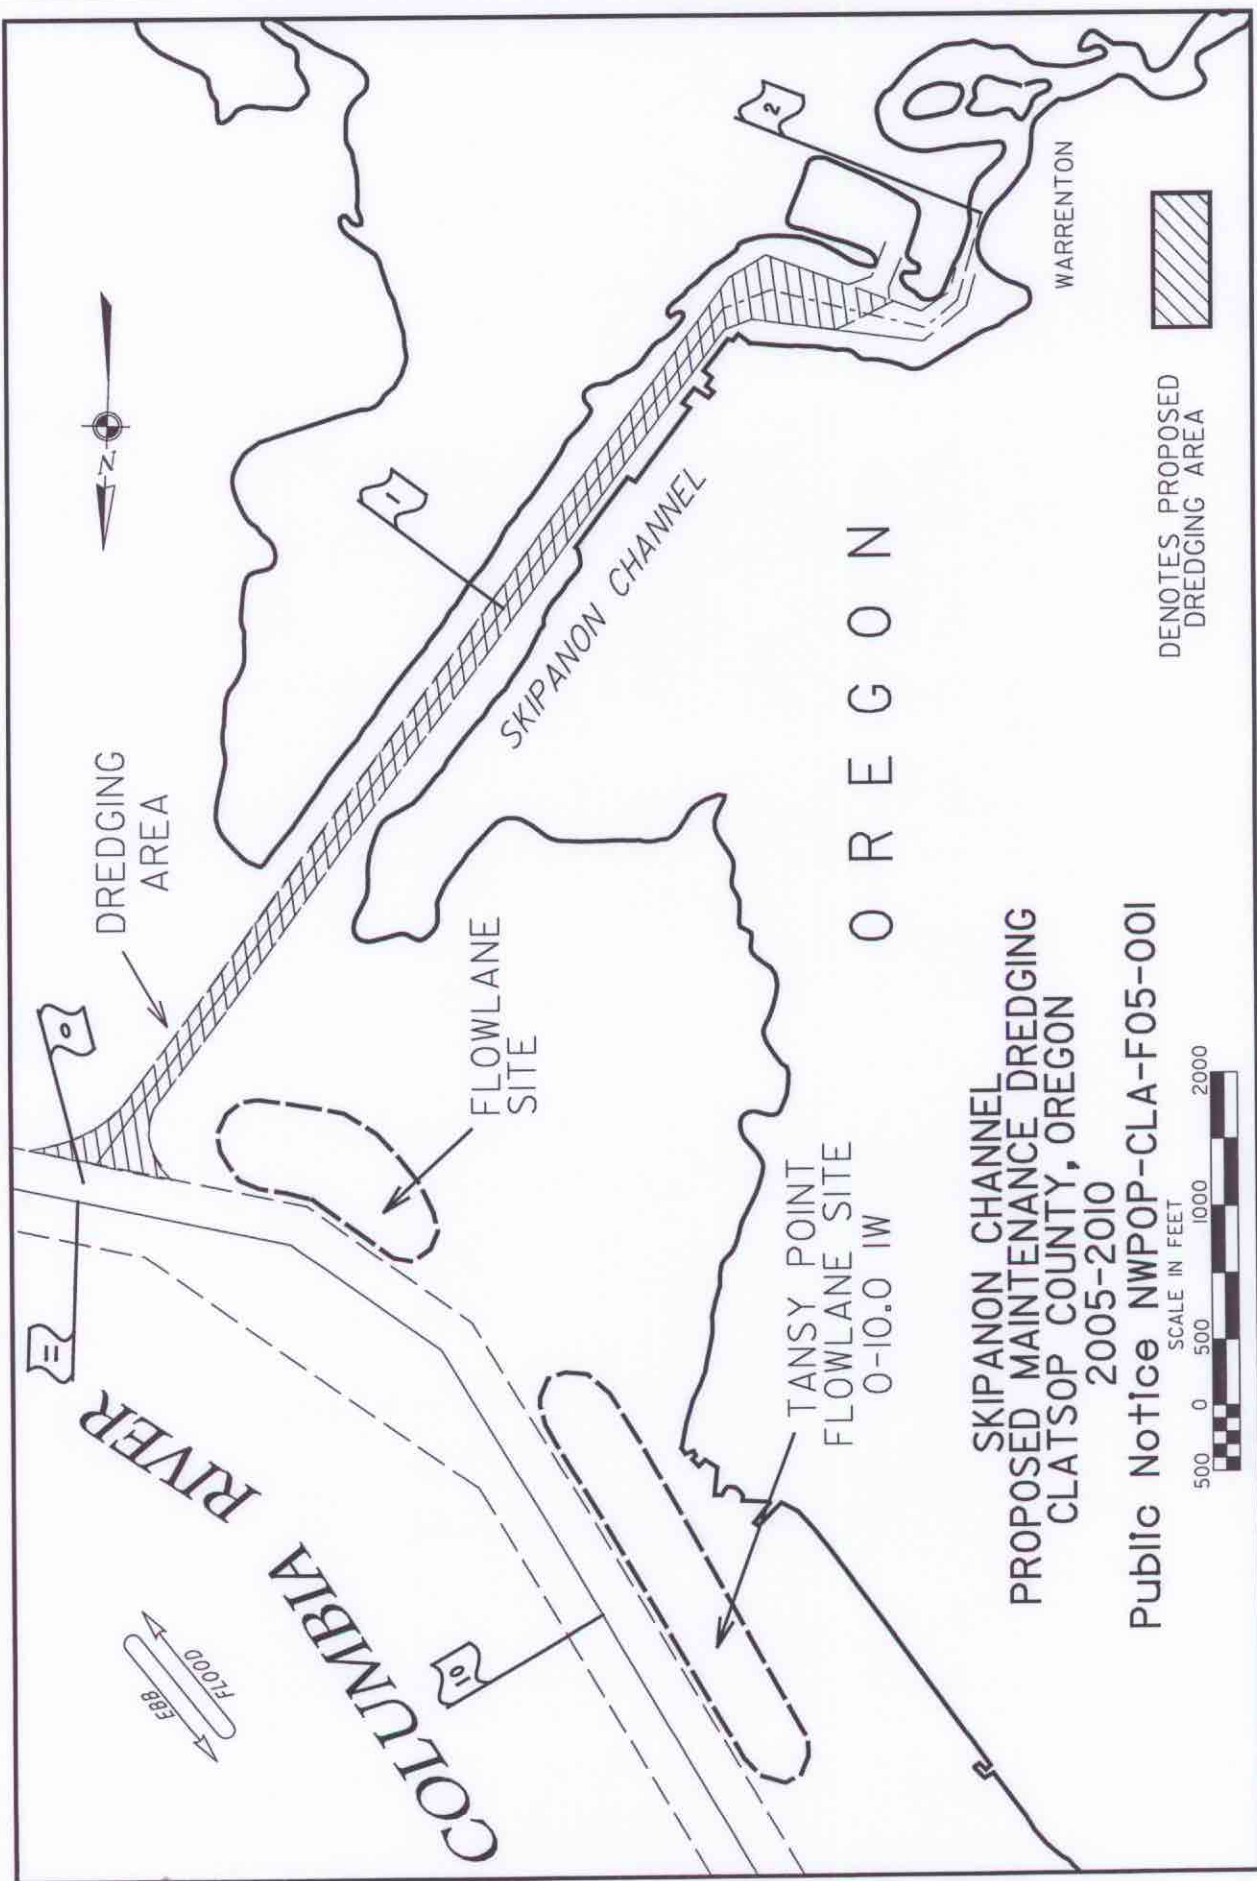 COLUMBIA RIVER
EBB
FLOOD
11
0
10
1
2
N
DREDGING
AREA
FLOWLANE
SITE
SKIPANON CHANNEL
TANSY POINT
FLOWLANE SITE
0-10.0 1W
OREGON
WARRENTON
SKIPANON CHANNEL
PROPOSED MAINTENANCE DREDGING
CLATSOP COUNTY, OREGON
2005-2010
Public Notice NWPOP-CLA-F05-001
SCALE IN FEET
500 0 500 1000 2000
DENOTES PROPOSED
DREDGING AREA